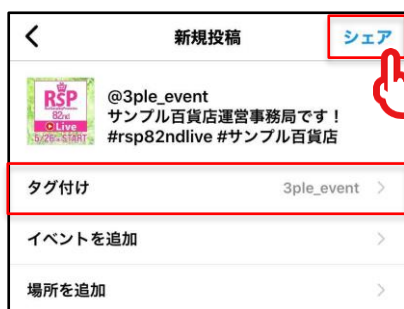 新規投稿
シェア
RSP
82nd
Live
5/26 START
@3ple_event
サンプル百貨店運営事務局です！
#rsp82ndlive #サンプル百貨店
タグ付け
3ple_event
イベントを追加
場所を追加